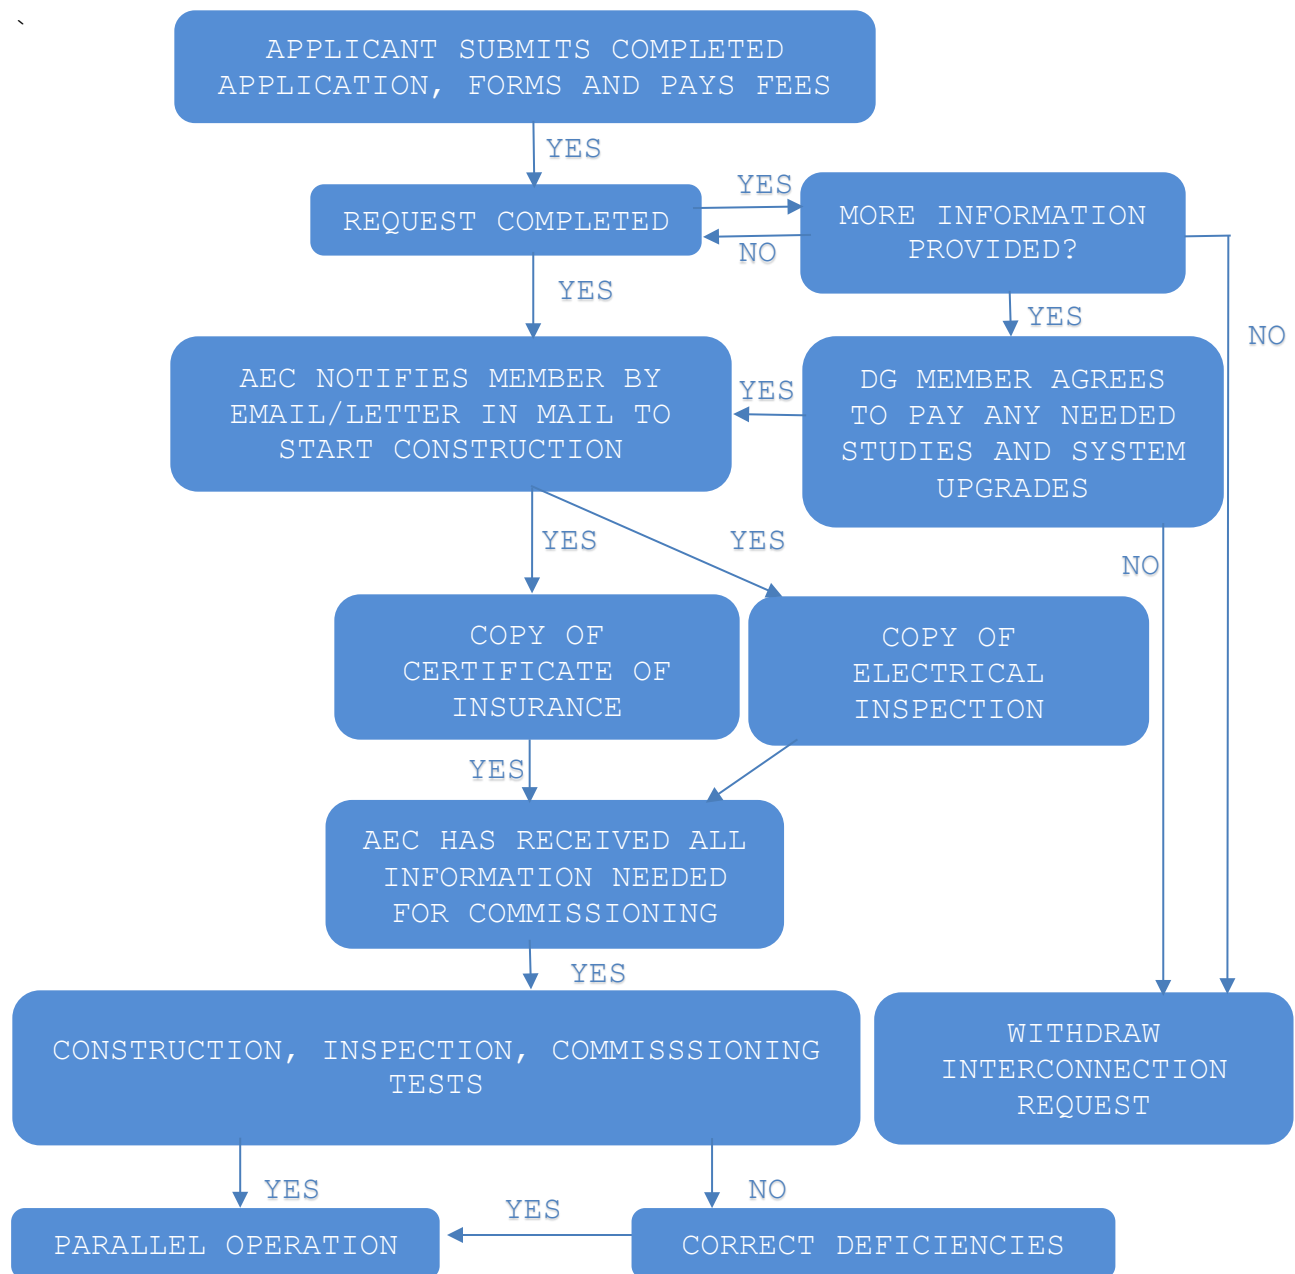 `
APPLICANT SUBMITS COMPLETED
APPLICATION, FORMS AND PAYS FEES
YES
REQUEST COMPLETED
YES
NO
MORE INFORMATION
PROVIDED?
YES
YES
NO
AEC NOTIFIES MEMBER BY
EMAIL/LETTER IN MAIL TO
START CONSTRUCTION
YES
DG MEMBER AGREES
TO PAY ANY NEEDED
STUDIES AND SYSTEM
UPGRADES
YES
YES
NO
COPY OF
CERTIFICATE OF
INSURANCE
COPY OF
ELECTRICAL
INSPECTION
YES
AEC HAS RECEIVED ALL
INFORMATION NEEDED
FOR COMMISSIONING
YES
CONSTRUCTION, INSPECTION, COMMISSSIONING
TESTS
WITHDRAW
INTERCONNECTION
REQUEST
YES
NO
YES
PARALLEL OPERATION
CORRECT DEFICIENCIES